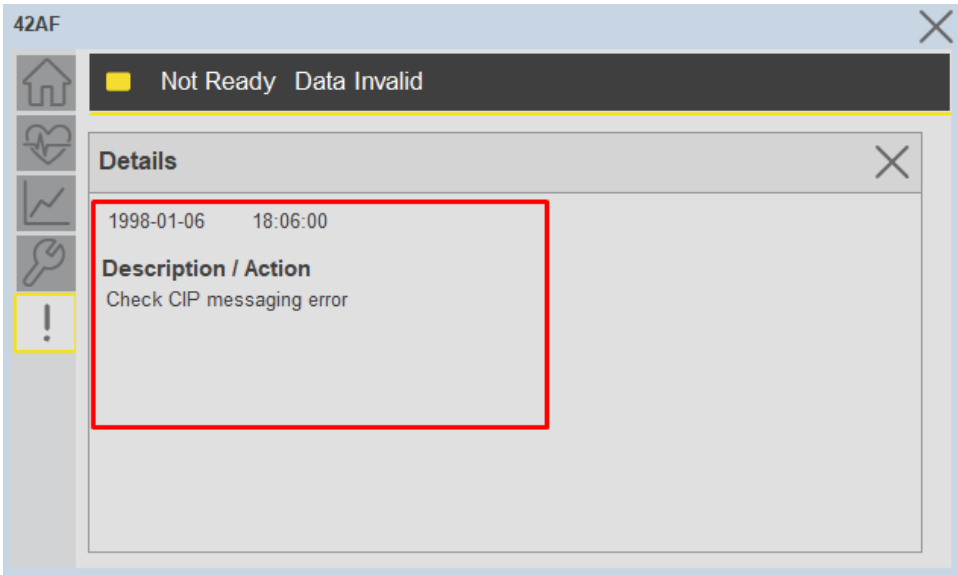 42AF
Not Ready Data Invalid
Details
1998-01-06 18:06:00
Description / Action
Check CIP messaging error